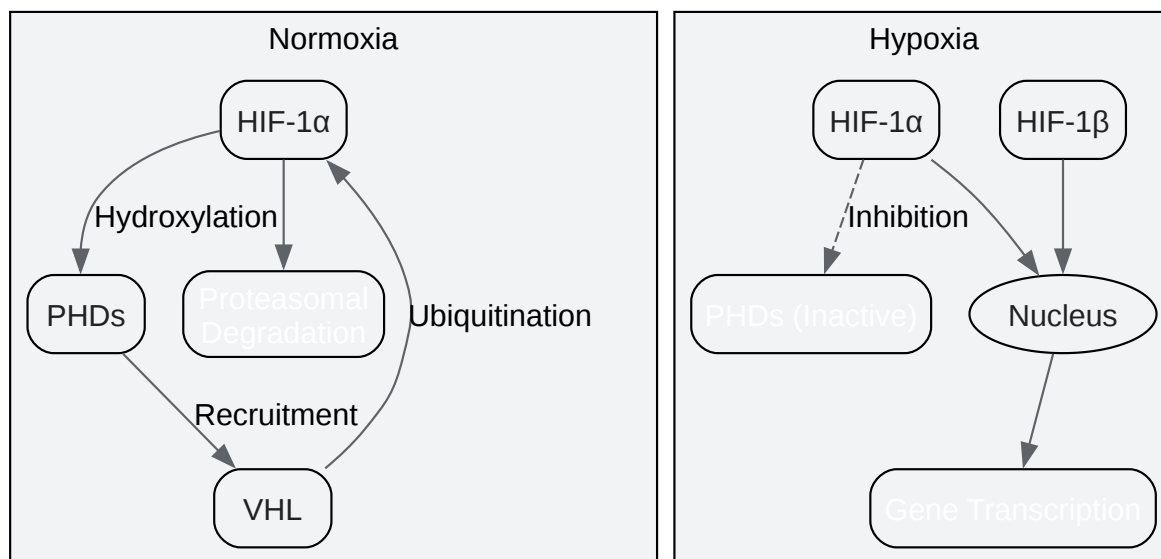 Normoxia
HIF-1α
Hydroxylation
PHDs
Proteasomal
Degradation
Ubiquitination
Recruitment
VHL
Hypoxia
HIF-1α
HIF-1β
Inhibition
PHDs (Inactive)
Nucleus
Gene Transcription